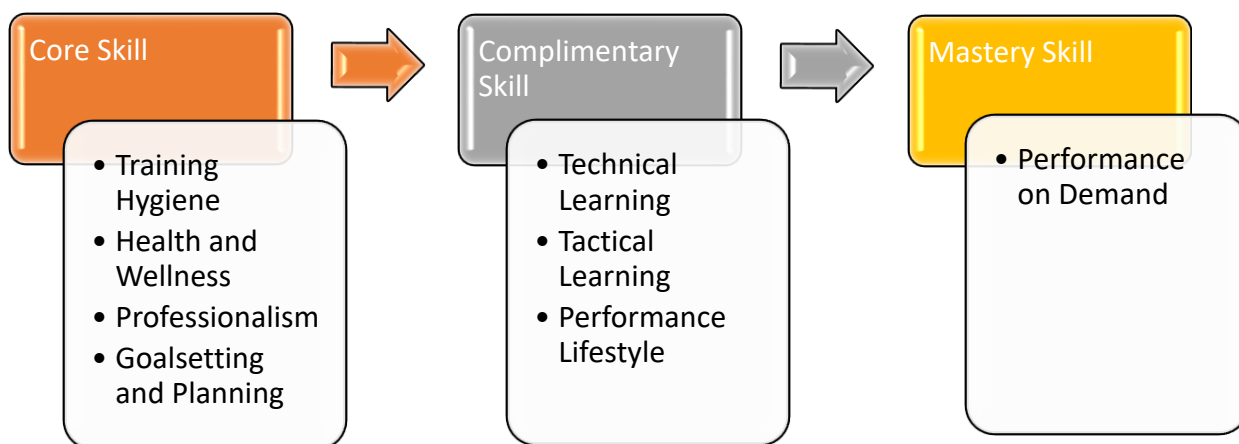 Core Skill
• Training
Hygiene
• Health and
Wellness
• Professionalism
• Goalsetting
and Planning
Complimentary
Skill
• Technical
Learning
• Tactical
Learning
• Performance
Lifestyle
Mastery Skill
• Performance
on Demand